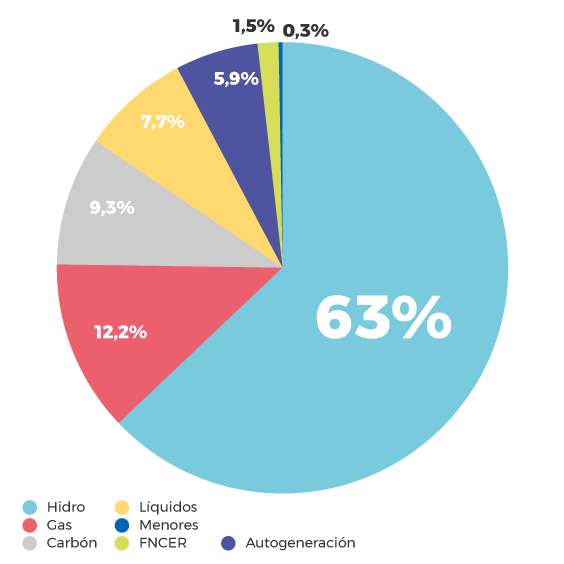 1,5% 0,3%
5,9%
7,7%
9,3%
63%
12,2%
Hidro Líquidos
Gas Menores
Carbón FNCER Autogeneración